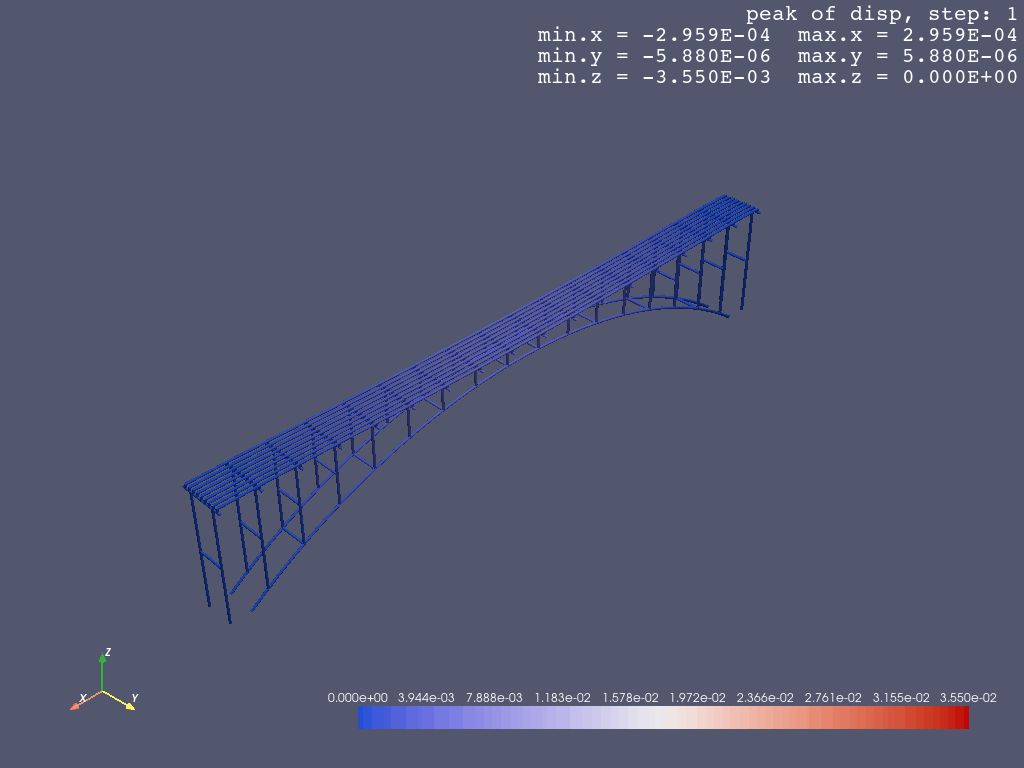 peak of disp, step: 1
min.x = -2.959E-04  max.x = 2.959E-04
min.y = -5.880E-06  max.y = 5.880E-06
min.z = -3.550E-03  max.z = 0.000E+00
Z
X Y
0.000e+00 3.944e-03 7.888e-03 1.183e-02 1.578e-02 1.972e-02 2.366e-02 2.761e-02 3.155e-02 3.550e-02